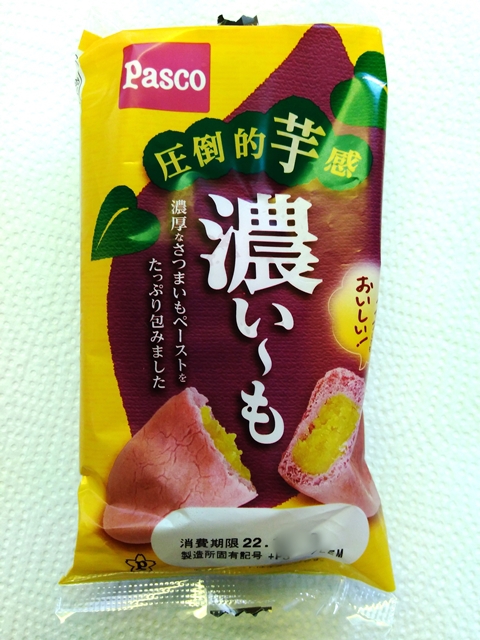 Pasco
圧倒的芋感
濃い〜も
濃厚なさつまいもペーストを
たっぷり包みました
おいしい!
消費期限 22.
製造所固有記号